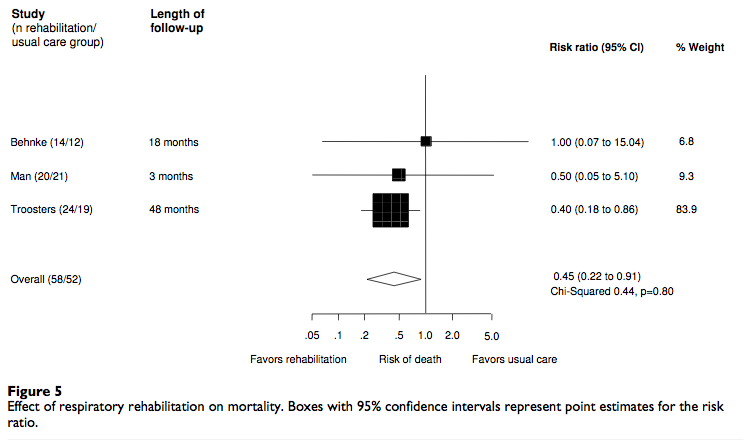 Study Length of
(n rehabilitation/ follow-up
usual care group)
Risk ratio (95% CI) % Weight
Behnke (14/12) 18 months 1.00 (0.07 to 15.04) 6.8
Man (20/21) 3 months 0.50 (0.05 to 5.10) 9.3
Troosters (24/19) 48 months 0.40 (0.18 to 0.86) 83.9
Overall (58/52) 0.45 (0.22 to 0.91)
Chi-Squared 0.44, p=0.80
.05 .1 .2 .5 1.0 2.0 5.0
Favors rehabilitation Risk of death Favors usual care
Figure 5
Effect of respiratory rehabilitation on mortality. Boxes with 95% confidence intervals represent point estimates for the risk
ratio.